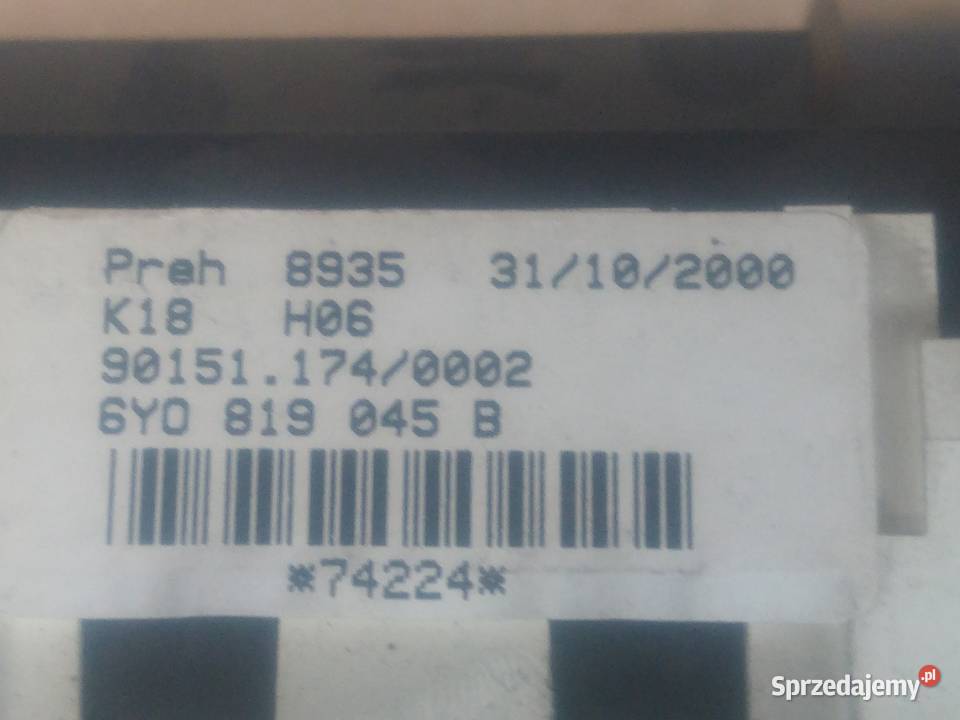 Preh 8935 31/10/2000
K18 H06
90151.174/0002
6Y0 819 045 B
*74224*
Sprzedajemy.pl